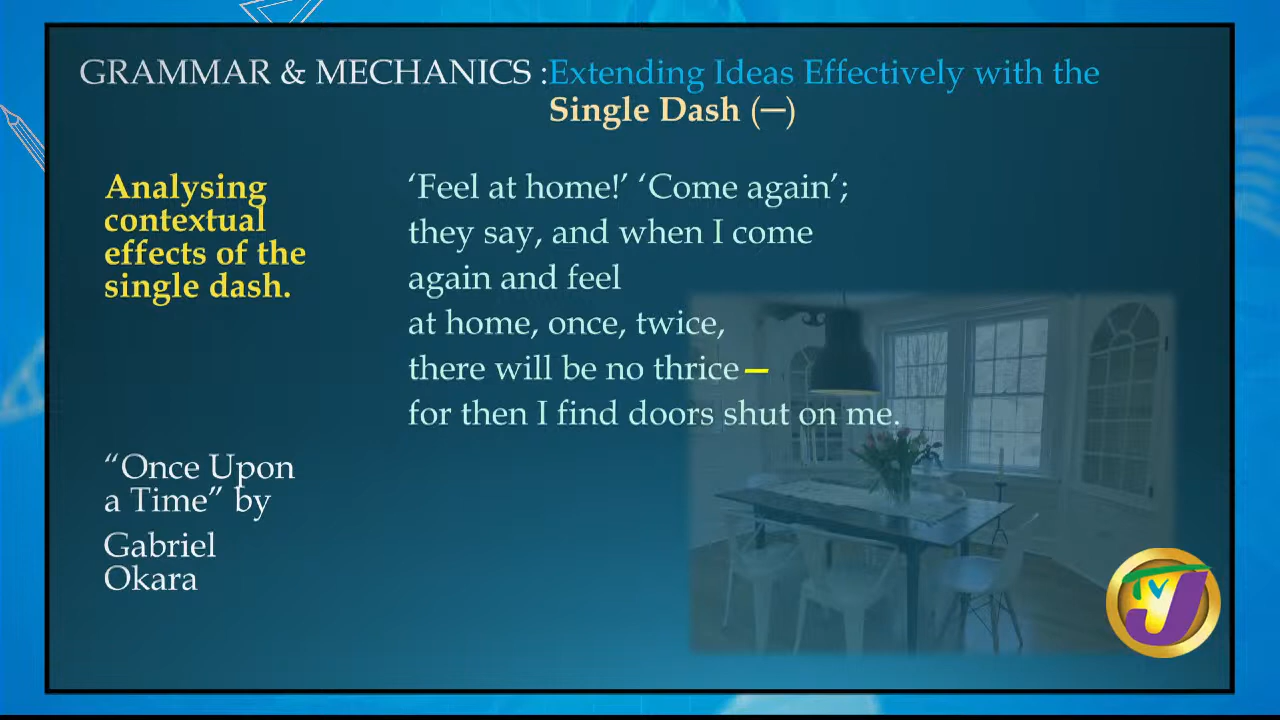 GRAMMAR & MECHANICS :Extending Ideas Effectively with the
Single Dash (—)
Analysing
contextual
effects of the
single dash.
‘Feel at home!’ ‘Come again’;
they say, and when I come
again and feel
at home, once, twice,
there will be no thrice—
for then I find doors shut on me.
“Once Upon
a Time” by
Gabriel
Okara
TVJ